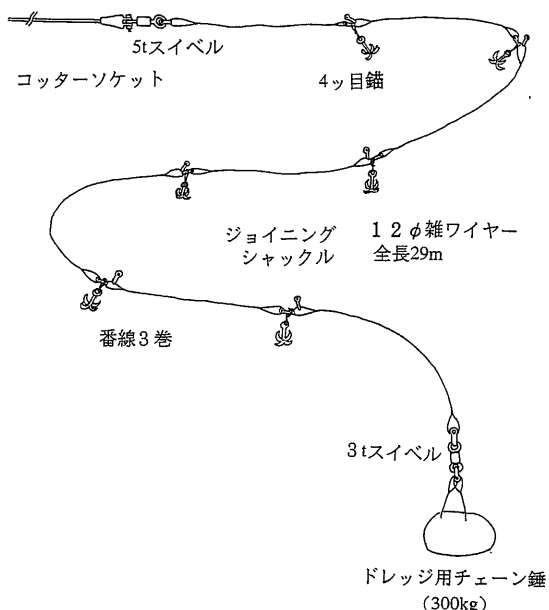 5tスイベル
コッターソケット
4ッ目錨
ジョイニング
シャックル
12φ雑ワイヤー
全長29m
番線3巻
3tスイベル
ドレッジ用チェーン錘
(300kg)